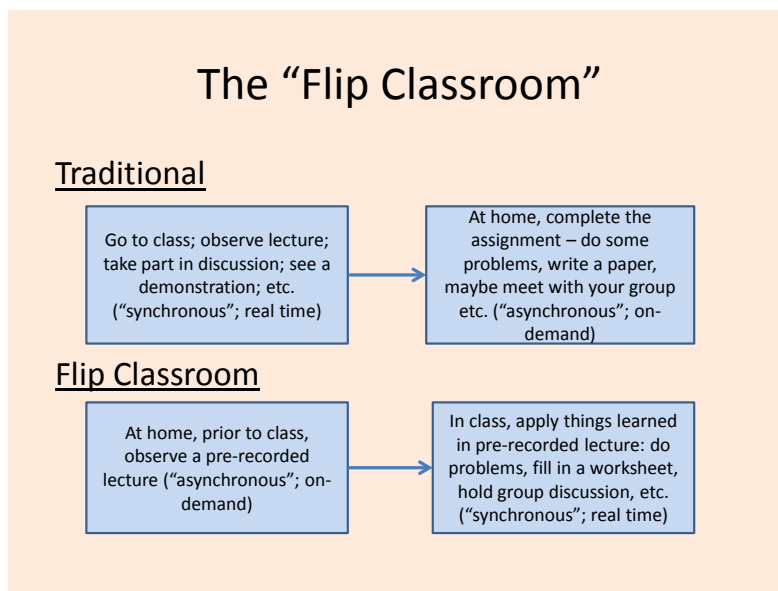 The “Flip Classroom”
Traditional
Go to class; observe lecture;
take part in discussion; see a
demonstration; etc.
(“synchronous”; real time)
At home, complete the
assignment – do some
problems, write a paper,
maybe meet with your group
etc. (“asynchronous”; on-
demand)
Flip Classroom
At home, prior to class,
observe a pre-recorded
lecture (“asynchronous”; on-
demand)
In class, apply things learned
in pre-recorded lecture: do
problems, fill in a worksheet,
hold group discussion, etc.
(“synchronous”; real time)